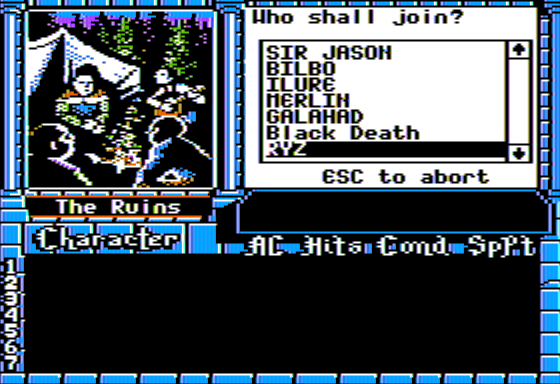 Who shall join?
SIR JASON
BILBO
ILURE
MERLIN
GALAHAD
Black Death
XYZ
ESC to abort
The Ruins
Character AC Hits Cond SpPt
1
2
3
4
5
6
7